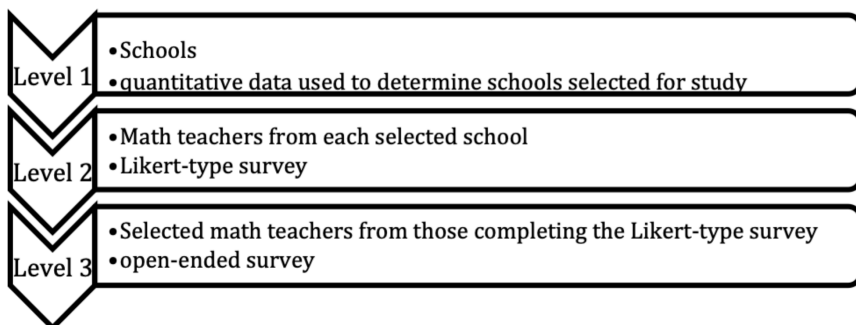 Level 1
•Schools
•quantitative data used to determine schools selected for study
Level 2
•Math teachers from each selected school
•Likert-type survey
Level 3
•Selected math teachers from those completing the Likert-type survey
•open-ended survey